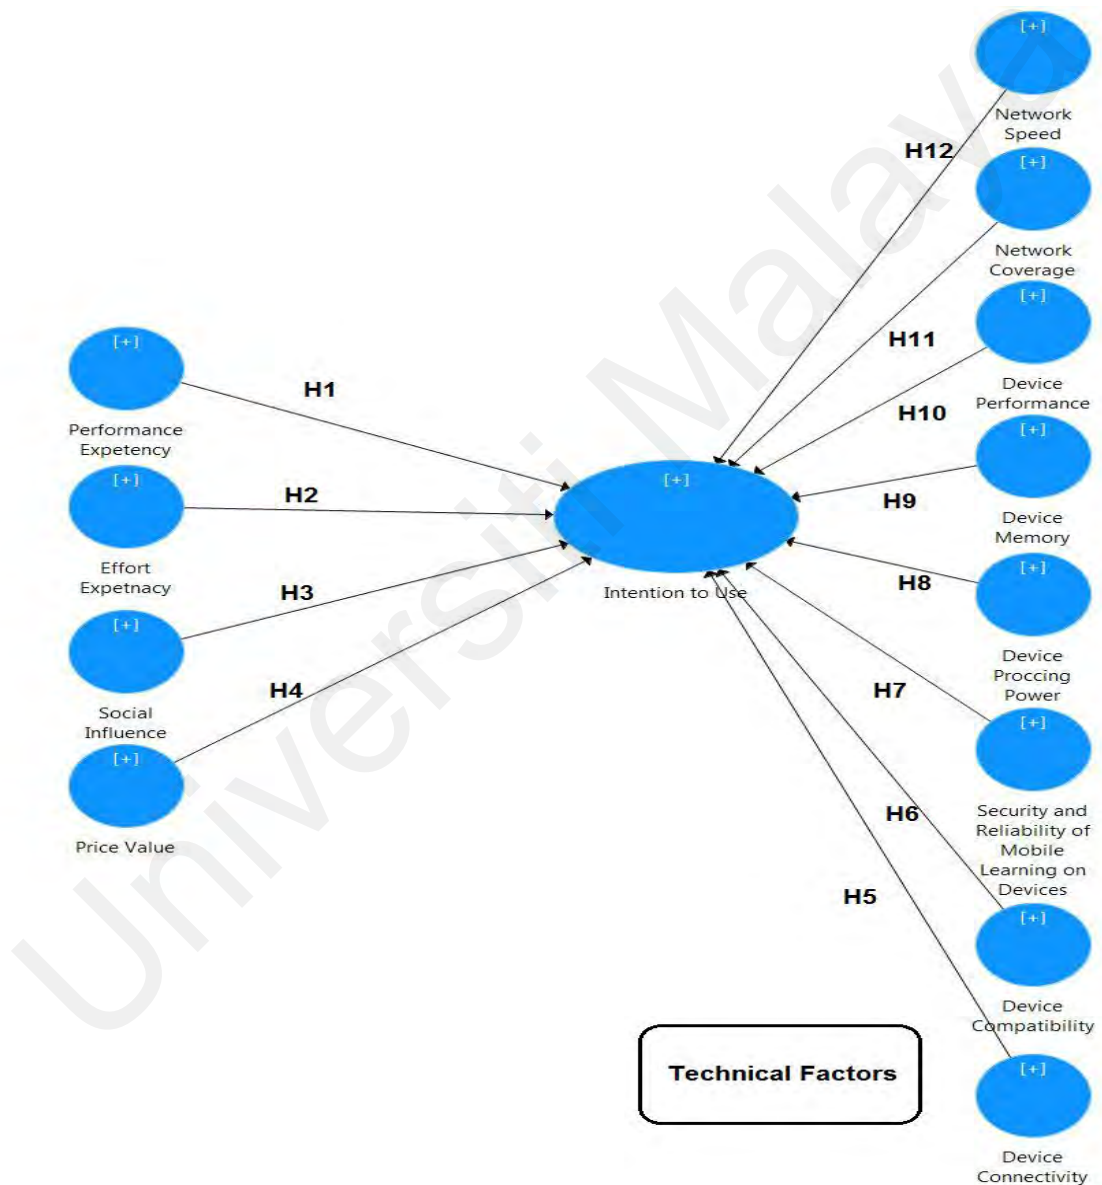 [+]
Network
Speed
H12
[+]
Network
Coverage
[+]
Device
Performance
H11
H10
[+]
Performance
Expetency
H1
[+]
Effort
Expetnacy
H2
[+]
Social
Influence
H3
[+]
Price Value
H4
[+]
Intention to Use
[+]
Device
Memory
H9
[+]
Device
Proccing
Power
H8
[+]
Security and
Reliability of
Mobile
Learning on
Devices
H7
[+]
Device
Compatibility
H6
[+]
Device
Connectivity
H5
Technical Factors
Universiti Malaya